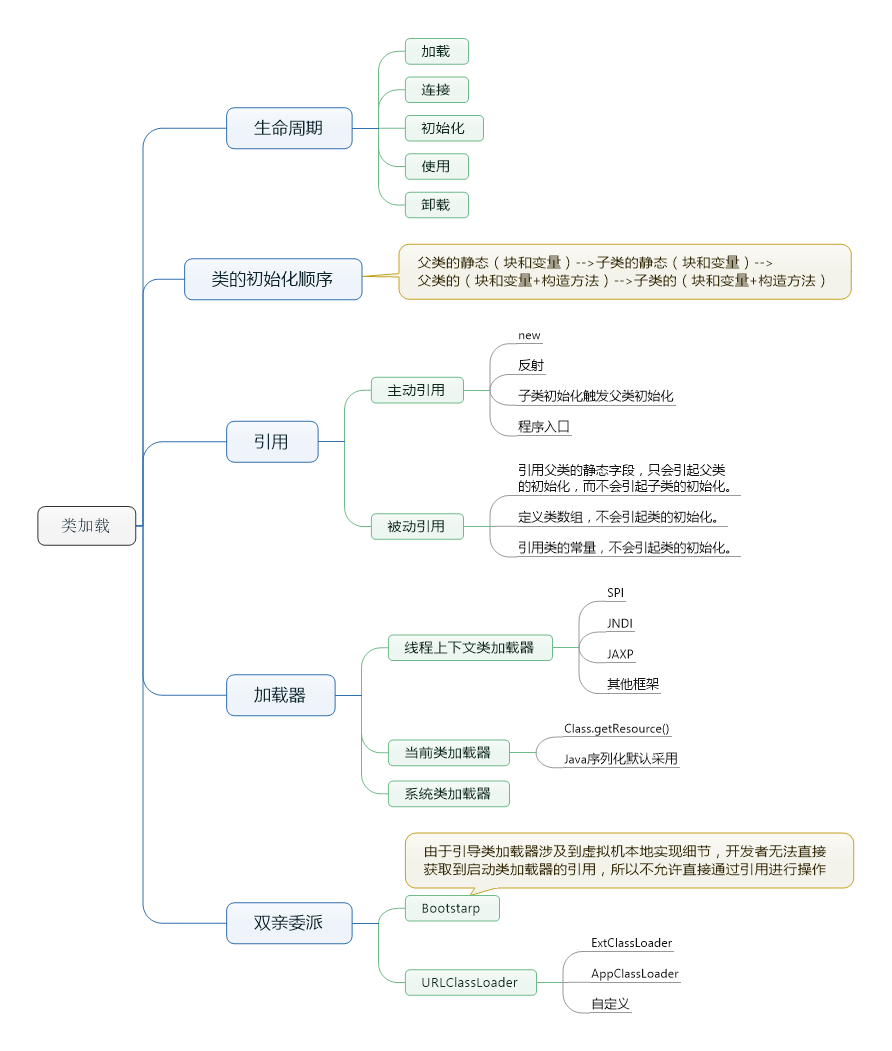 加载
连接
生命周期
初始化
使用
卸载
类的初始化顺序
父类的静态（块和变量）-->子类的静态（块和变量）-->
父类的（块和变量+构造方法）-->子类的（块和变量+构造方法）
引用
主动引用
new
反射
子类初始化触发父类初始化
程序入口
被动引用
引用父类的静态字段，只会引起父类
的初始化，而不会引起子类的初始化。
定义类数组，不会引起类的初始化。
引用类的常量，不会引起类的初始化。
类加载
加载器
线程上下文类加载器
SPI
JNDI
JAXP
其他框架
当前类加载器
Class.getResource()
Java序列化默认采用
系统类加载器
双亲委派
由于引导类加载器涉及到虚拟机本地实现细节，开发者无法直接
获取到启动类加载器的引用，所以不允许直接通过引用进行操作
Bootstarp
URLClassLoader
ExtClassLoader
AppClassLoader
自定义